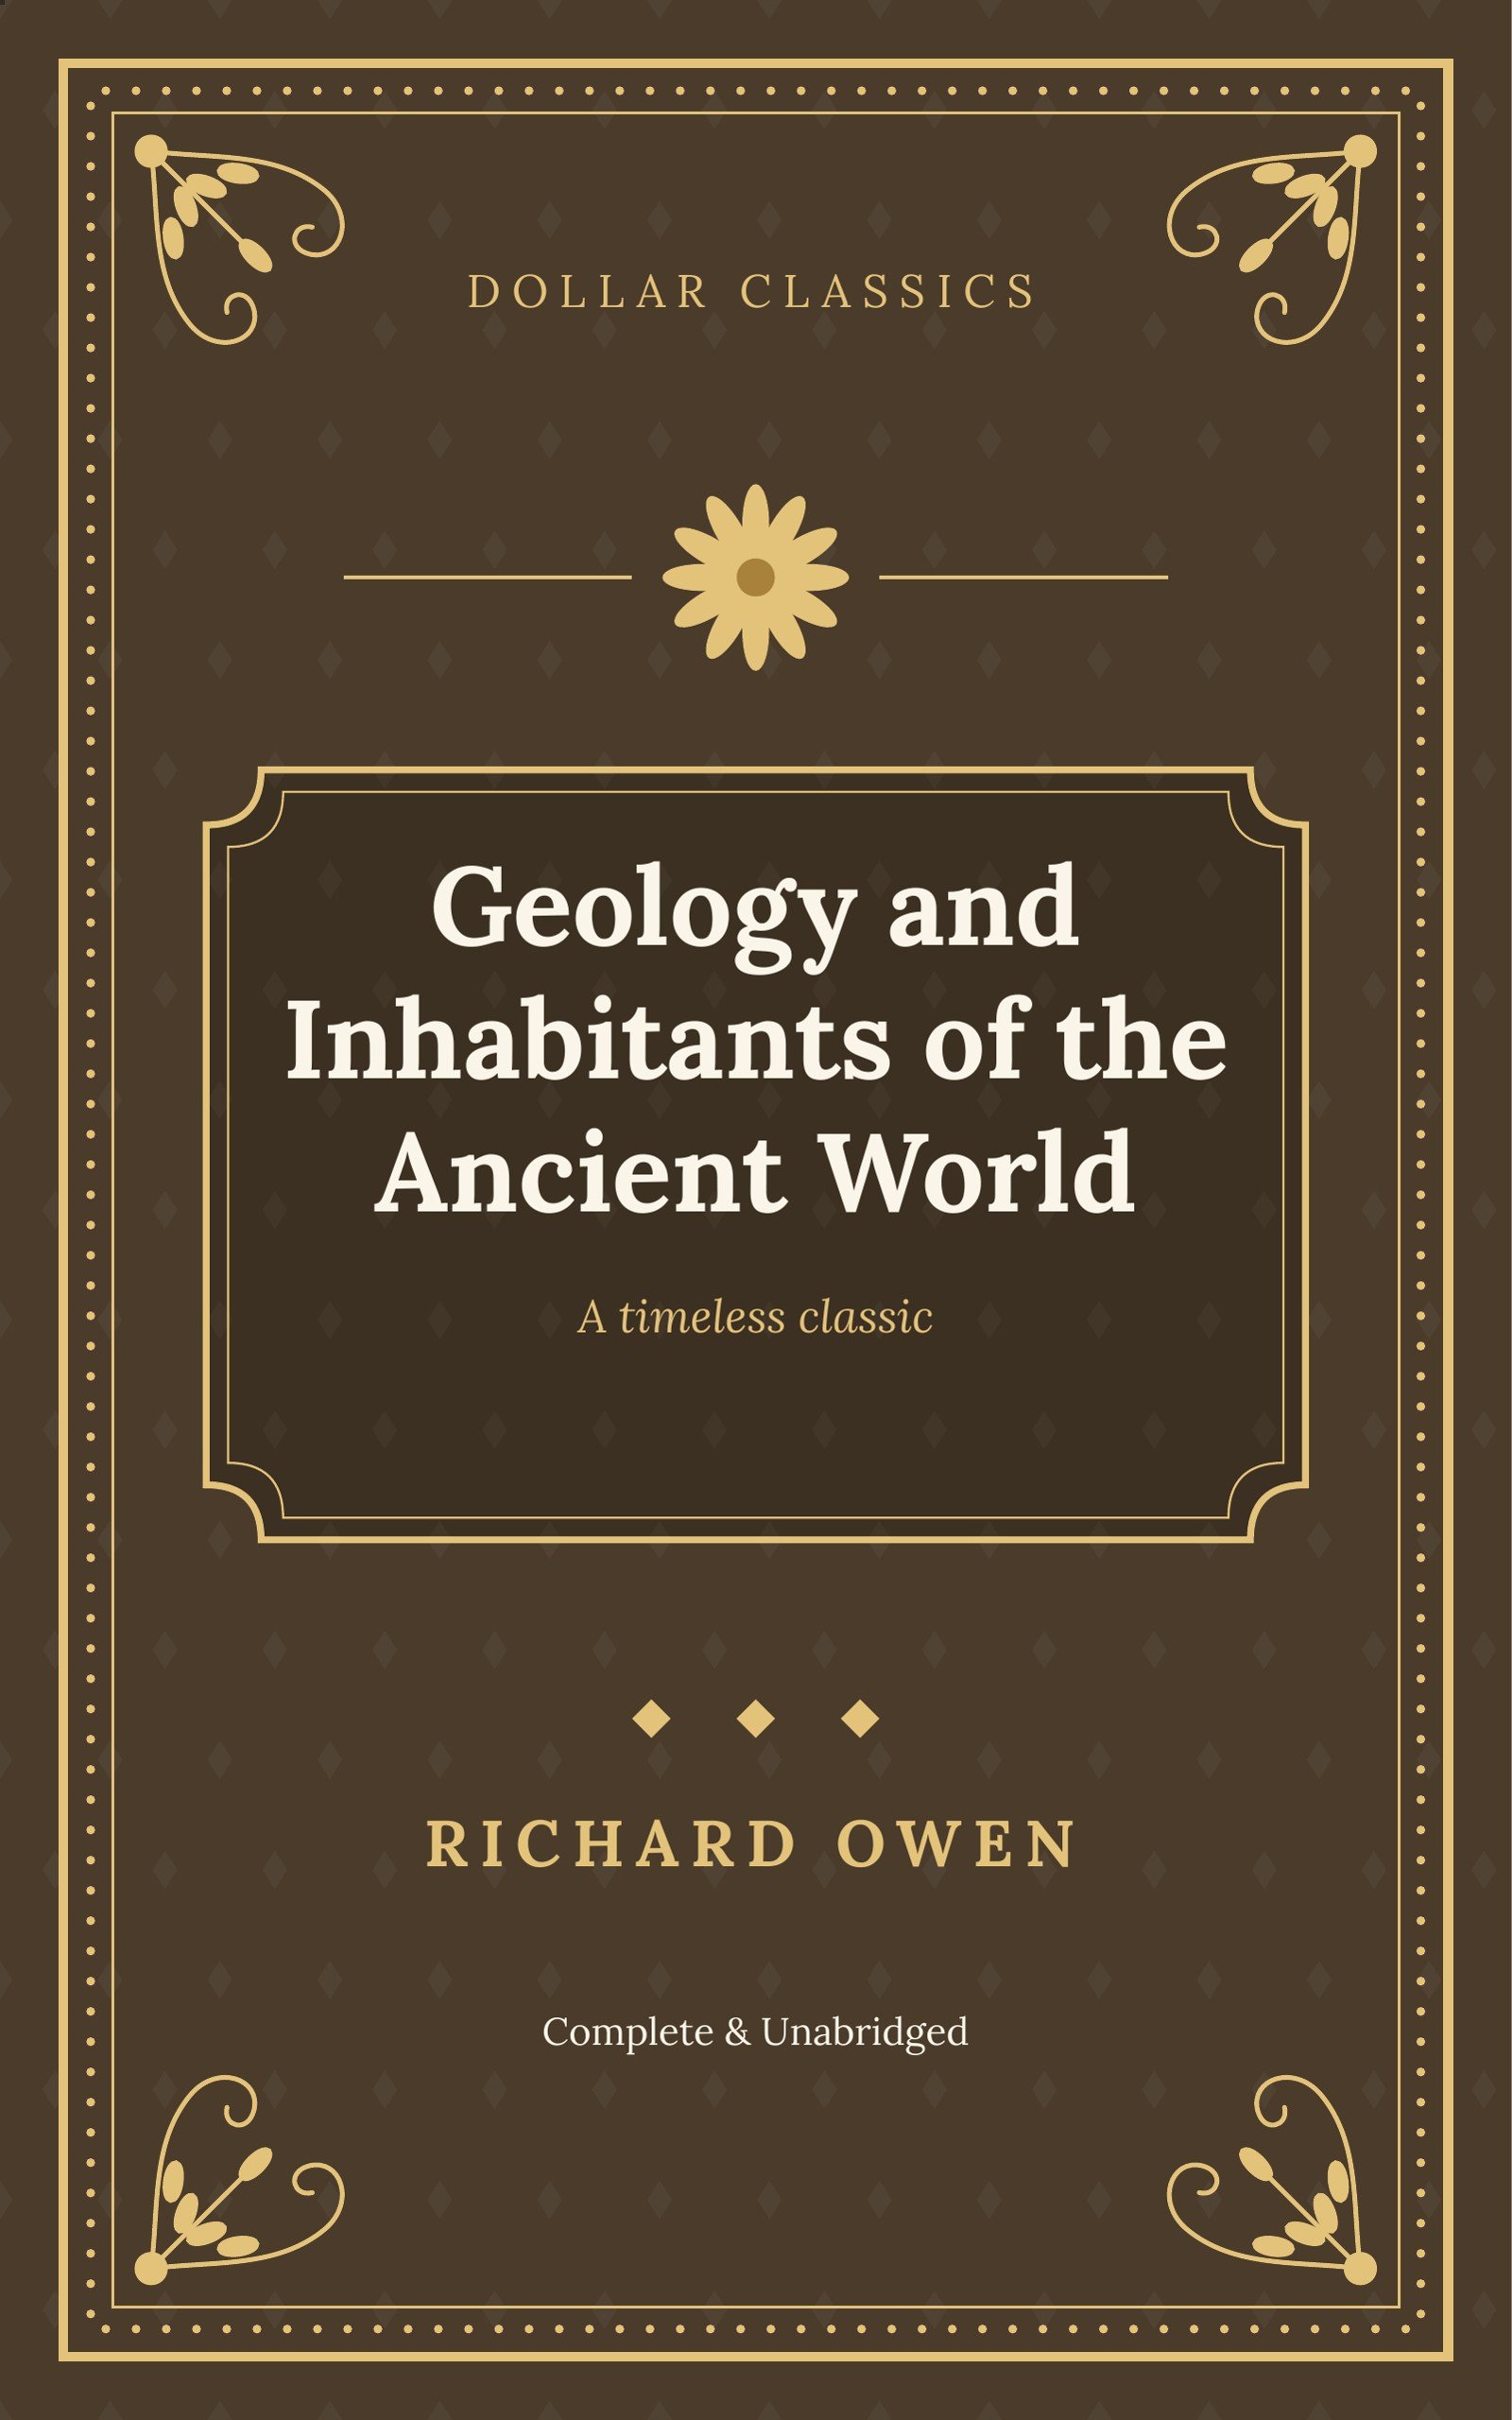 DOLLAR CLASSICS
Geology and
Inhabitants of the
Ancient World
A timeless classic
RICHARD OWEN
Complete & Unabridged